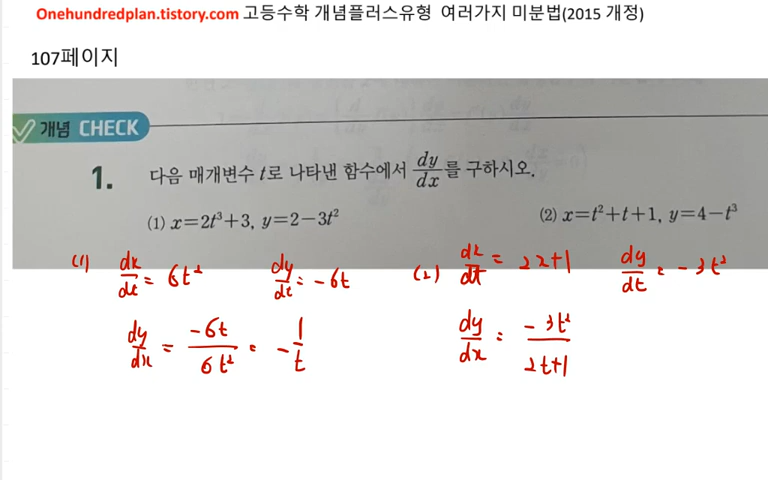 Onehundredplan.tistory.com 고등수학 개념플러스유형 여러가지 미분법(2015 개정)
107페이지
개념 CHECK
1. 다음 매개변수 t로 나타낸 함수에서 dy/dx를 구하시오.
(1) x=2t³+3, y=2−3t² (2) x=t²+t+1, y=4−t³
(1) dx/dt = 6t² dy/dt = −6t (2) dx/dt = 2x+1 dy/dt = −3t²
dy/dx = −6t/6t² = −1/t dy/dx = −3t²/2t+1